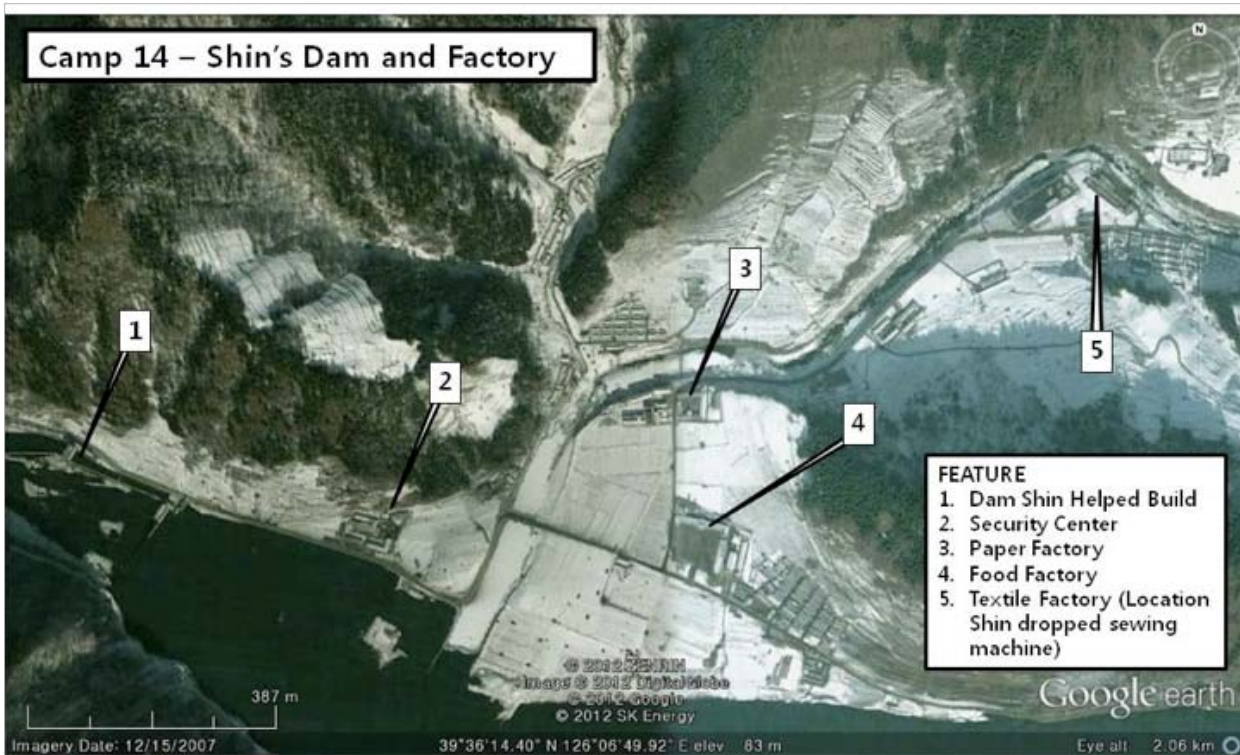 Camp 14 – Shin's Dam and Factory
N
1
2
3
4
5
FEATURE
1. Dam Shin Helped Build
2. Security Center
3. Paper Factory
4. Food Factory
5. Textile Factory (Location
Shin dropped sewing
machine)
387 m
© 2012 ZENRIN
Image © 2012 DigitalGlobe
© 2012 Google
© 2012 SK Energy
Google earth
Imagery Date: 12/15/2007
39°36'14.40" N 126°06'49.92" E elev 83 m
Eye alt 2.06 km